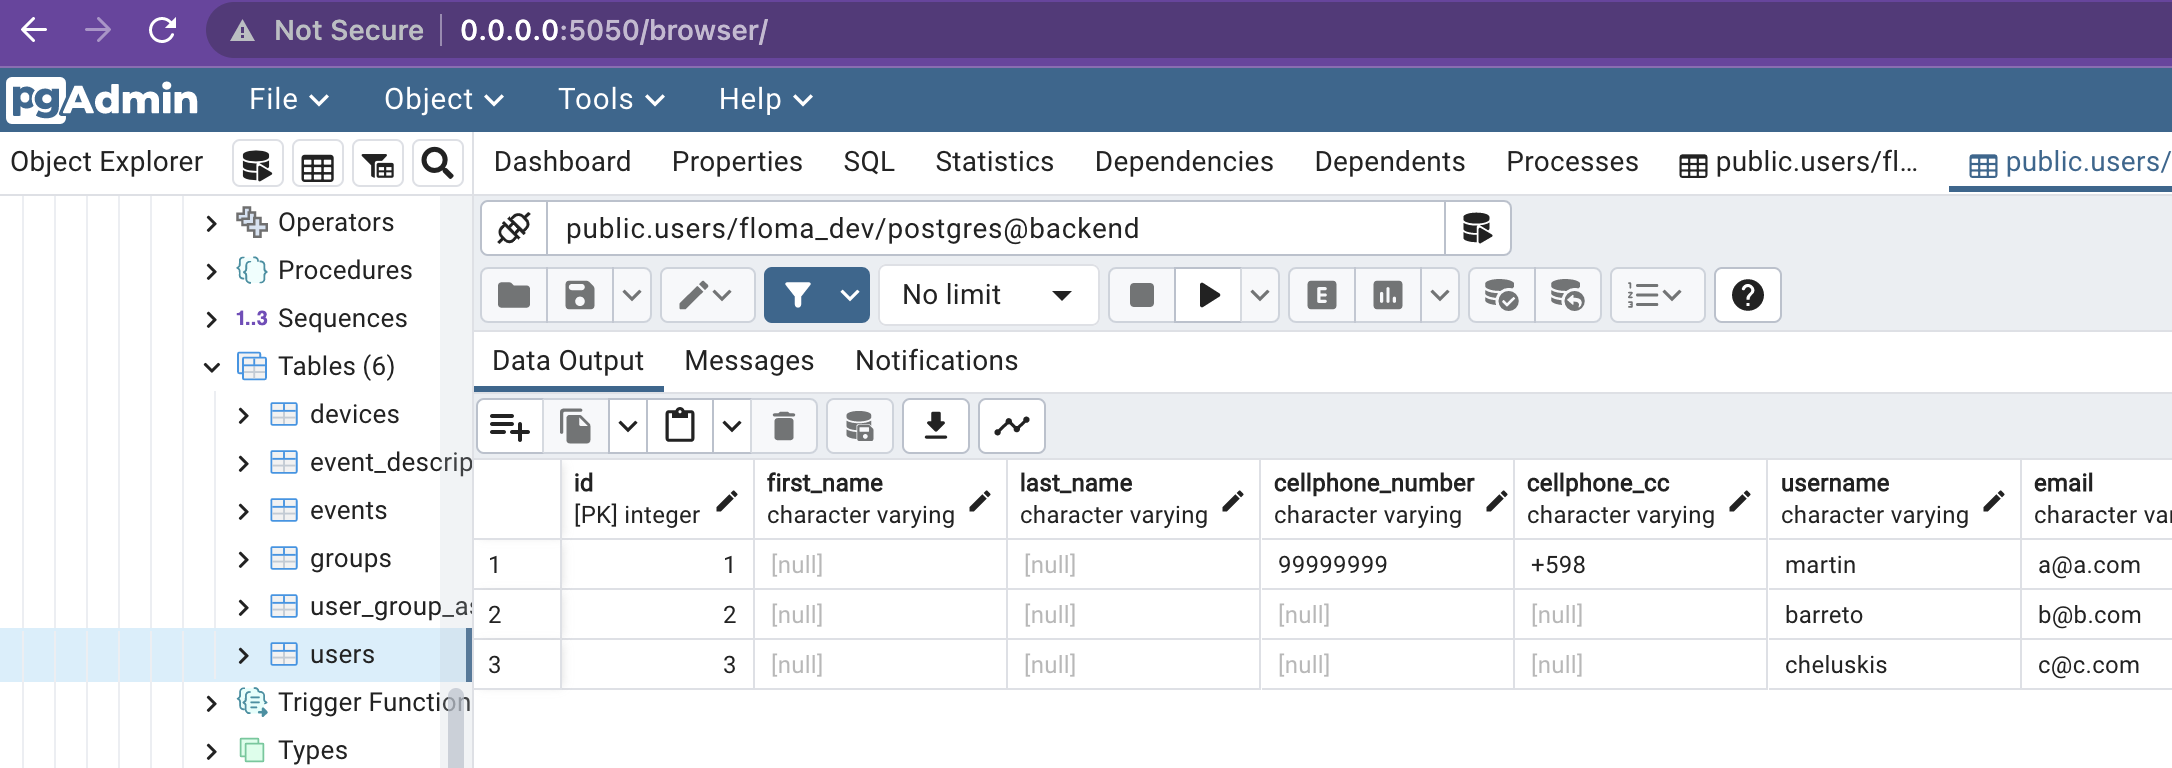 Not Secure 0.0.0.0:5050/browser/
pgAdmin File Object Tools Help
Object Explorer Dashboard Properties SQL Statistics Dependencies Dependents Processes public.users/fl... public.users/
Operators
public.users/floma_dev/postgres@backend
Procedures
No limit E
1..3 Sequences
Tables (6)
Data Output Messages Notifications
devices
event_descrip
events
groups
user_group_as
users
Trigger Function
Types
id first_name last_name cellphone_number cellphone_cc username email
[PK] integer character varying character varying character varying character varying character varying character va
1 1 [null] [null] 99999999 +598 martin a@a.com
2 2 [null] [null] [null] [null] barreto b@b.com
3 3 [null] [null] [null] [null] cheluskis c@c.com